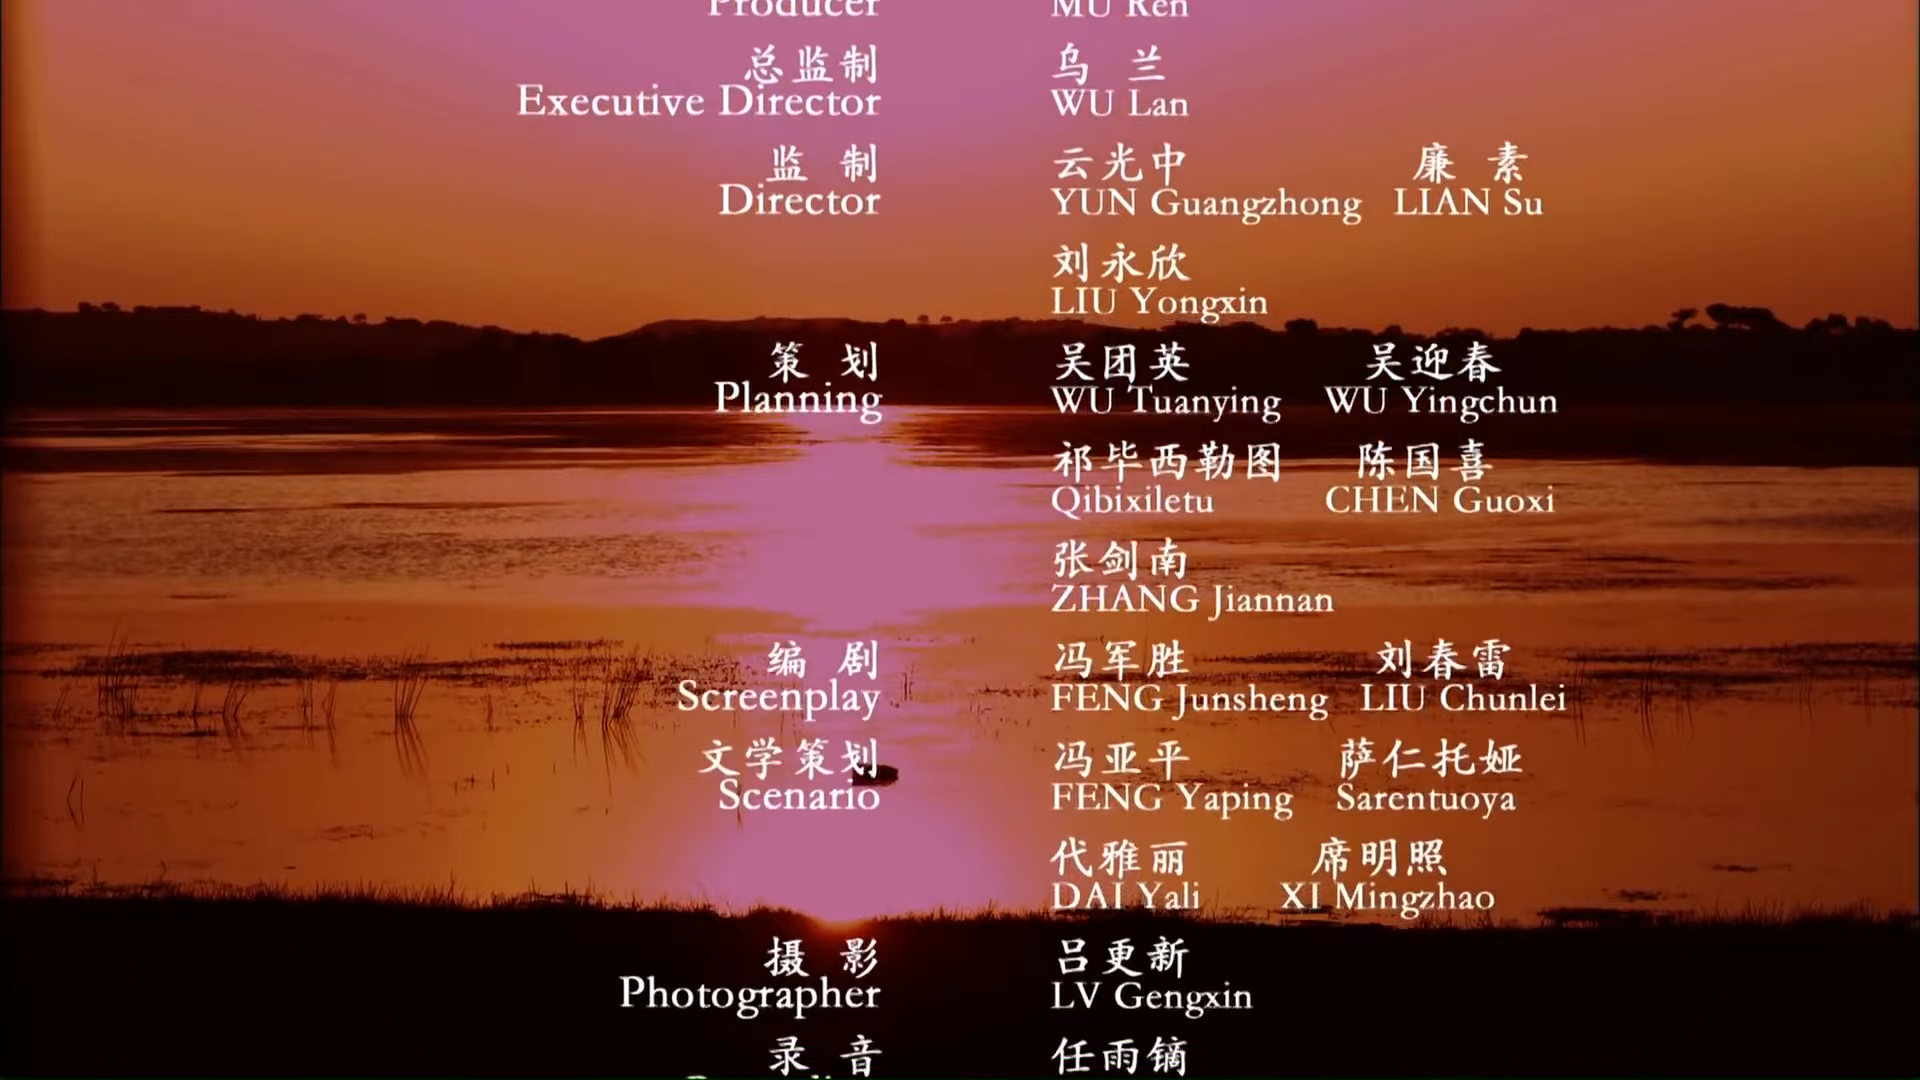 Producer MU Ren
总监制 乌兰
Executive Director WU Lan
监制 云光中 廉素
Director YUN Guangzhong LIAN Su
刘永欣
LIU Yongxin
策划 吴团英 吴迎春
Planning WU Tuanying WU Yingchun
祁毕西勒图 陈国喜
Qibixiletu CHEN Guoxi
张剑南
ZHANG Jiannan
编剧 冯军胜 刘春雷
Screenplay FENG Junsheng LIU Chunlei
文学策划 冯亚平 萨仁托娅
Scenario FENG Yaping Sarentuoya
代雅丽 席明照
DAI Yali XI Mingzhao
摄影 吕更新
Photographer LV Gengxin
录音 任雨镝